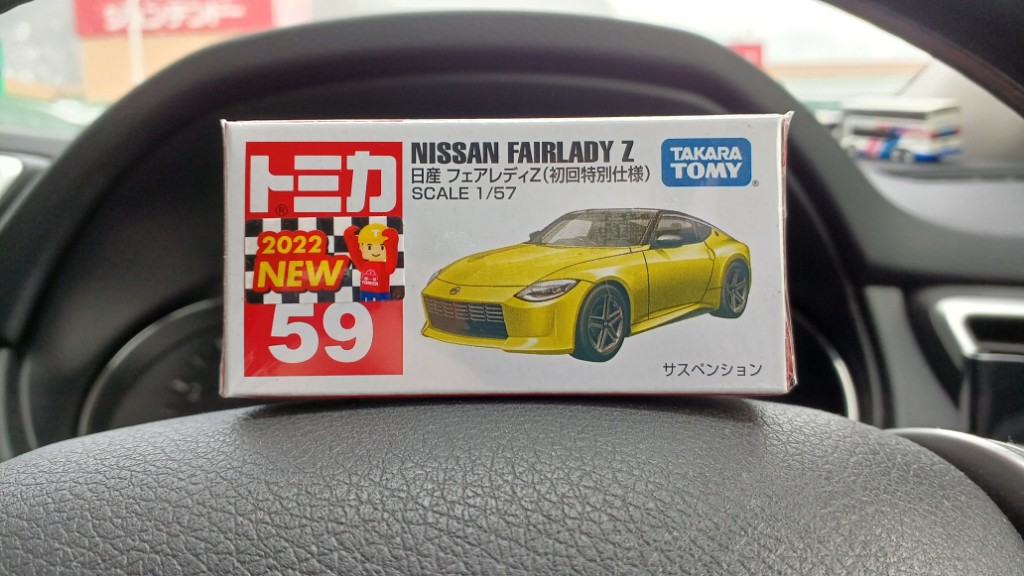 トミカ
®
2022
NEW
59
NISSAN FAIRLADY Z
日産 フェアレディZ(初回特別仕様)
SCALE 1/57
TAKARA
TOMY
®
サスペンション